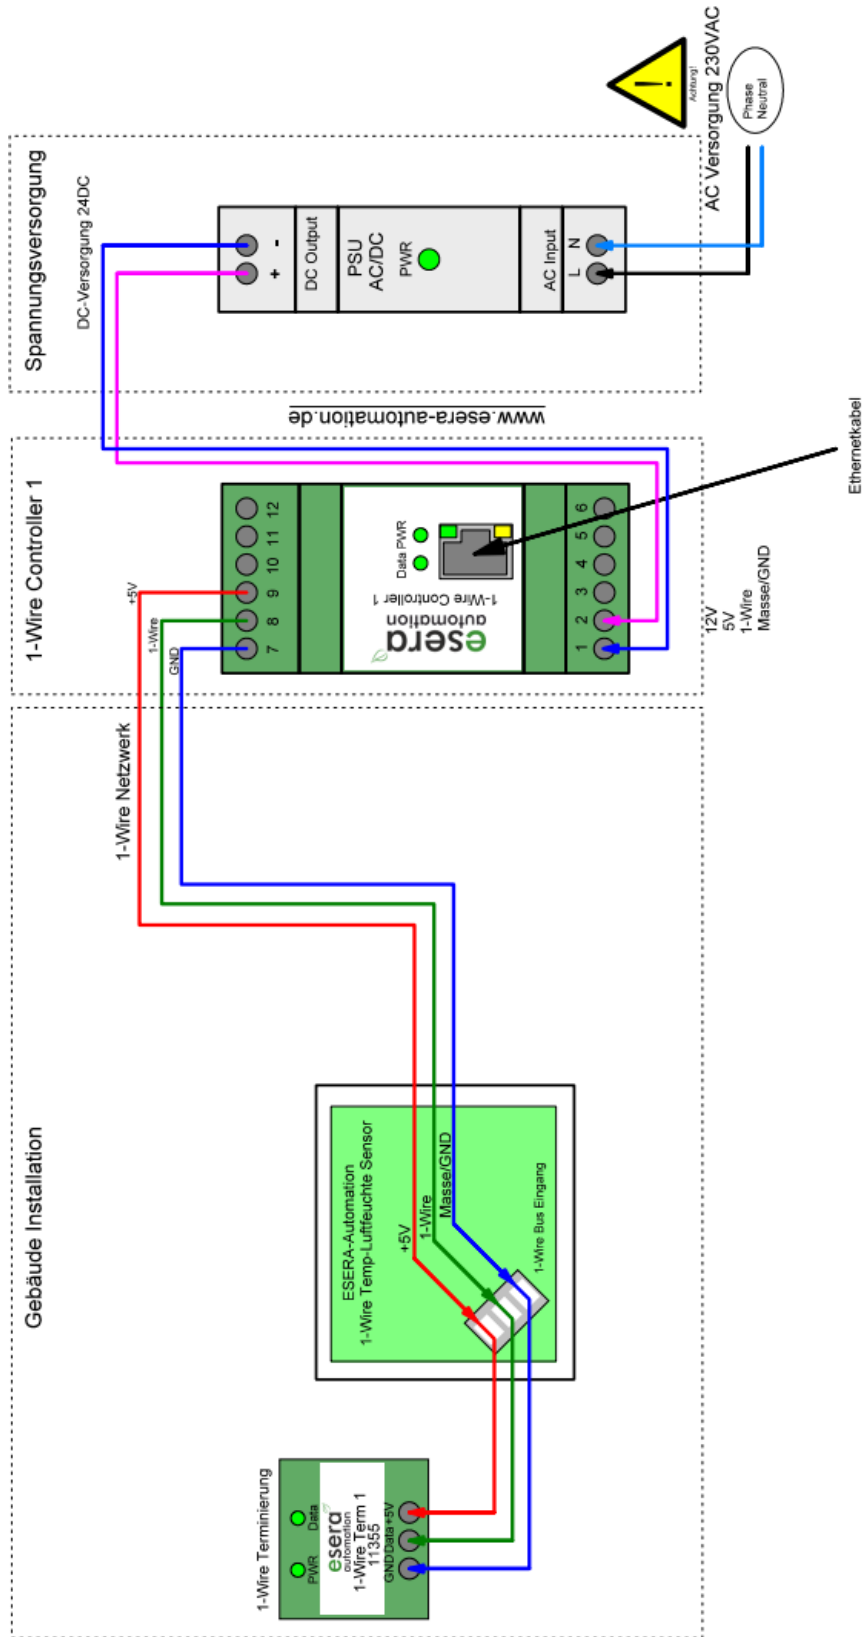 AC Versorgung 230VAC
Achtung!
Phase
Neutral
Spannungsversorgung
DC-Versorgung 24DC
+
-
DC Output
PSU
AC/DC
PWR
AC Input
L
N
www.esera-automation.de
Ethernetkabel
1-Wire Controller 1
+5V
1-Wire
GND
7
8
9
10
11
12
Data
PWR
1-Wire Controller 1
esera
automation
1
2
3
4
5
6
12V
5V
1-Wire
Masse/GND
Gebäude Installation
1-Wire Netzwerk
ESERA-Automation
1-Wire Temp-Luftfeuchte Sensor
+5V
1-Wire
Masse/GND
1-Wire Bus Eingang
1-Wire Terminierung
PWR
Data
esera
automation
1-Wire Term 1
11355
GND
Data
+5V